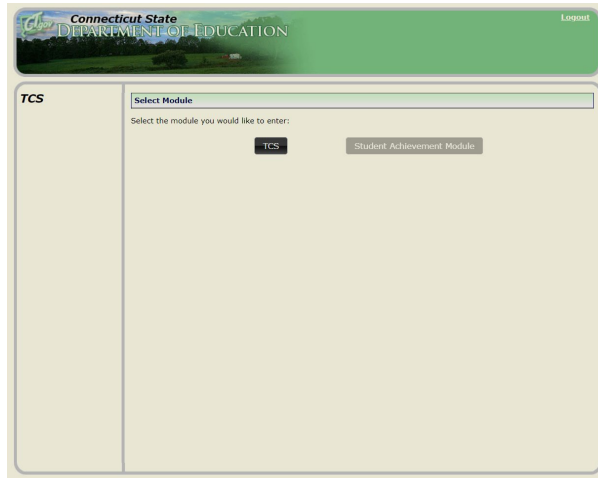 Connecticut State
Logout
DEPARTMENT OF EDUCATION
TCS
Select Module
Select the module you would like to enter:
TCS
Student Achievement Module